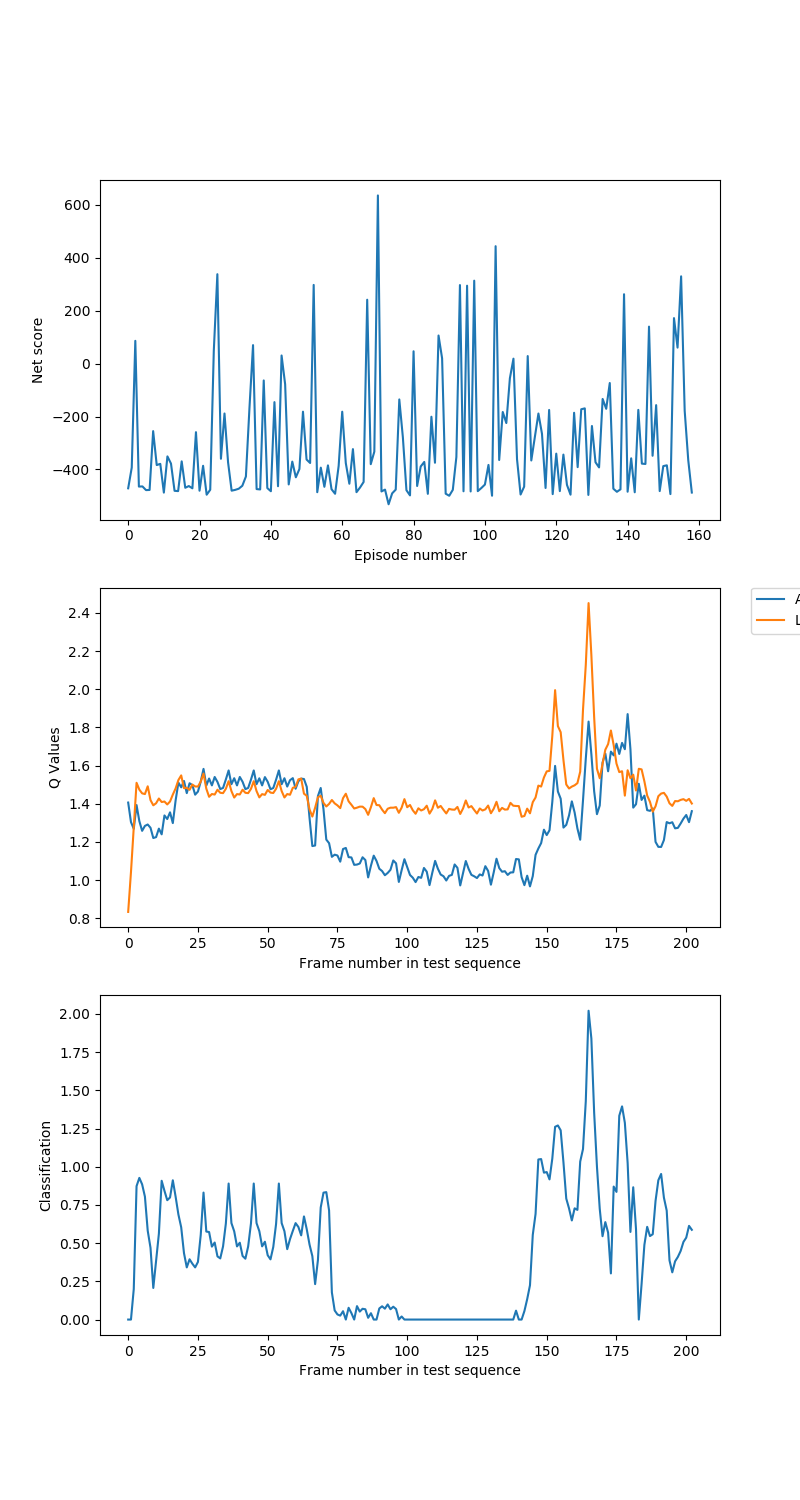 600
400
200
0
−200
−400
Net score
0 20 40 60 80 100 120 140 160
Episode number
2.4
2.2
2.0
1.8
1.6
1.4
1.2
1.0
0.8
Q Values
0 25 50 75 100 125 150 175 200
Frame number in test sequence
2.00
1.75
1.50
1.25
1.00
0.75
0.50
0.25
0.00
Classification
0 25 50 75 100 125 150 175 200
Frame number in test sequence